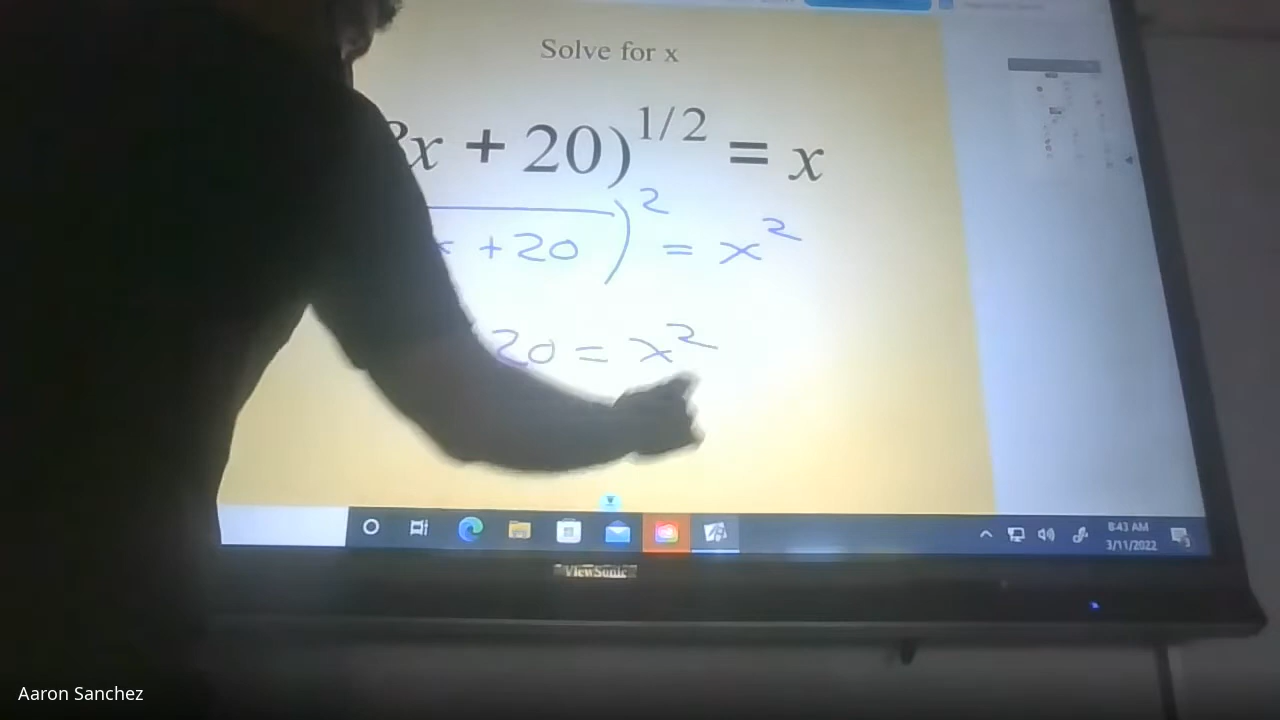 Solve for x
x + 20)^{1/2} = x
+20)^2 = x^2
20 = x^2
8:43 AM
3/11/2022
ViewSonic
Aaron Sanchez